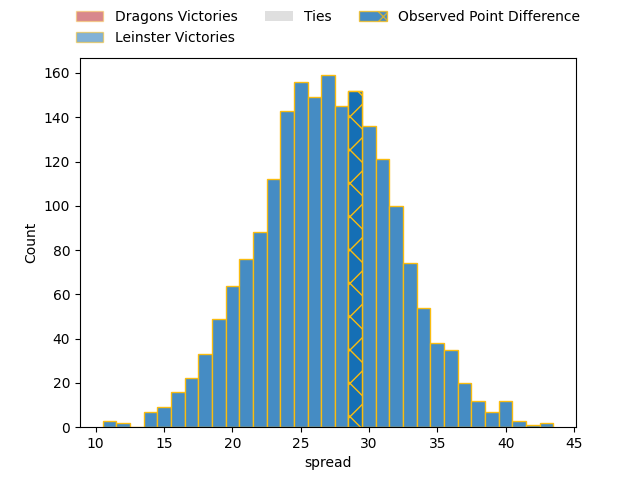 Dragons Victories
Ties
Observed Point Difference
Leinster Victories
160
140
120
100
80
60
40
20
0
Count
10
15
20
25
30
35
40
45
spread